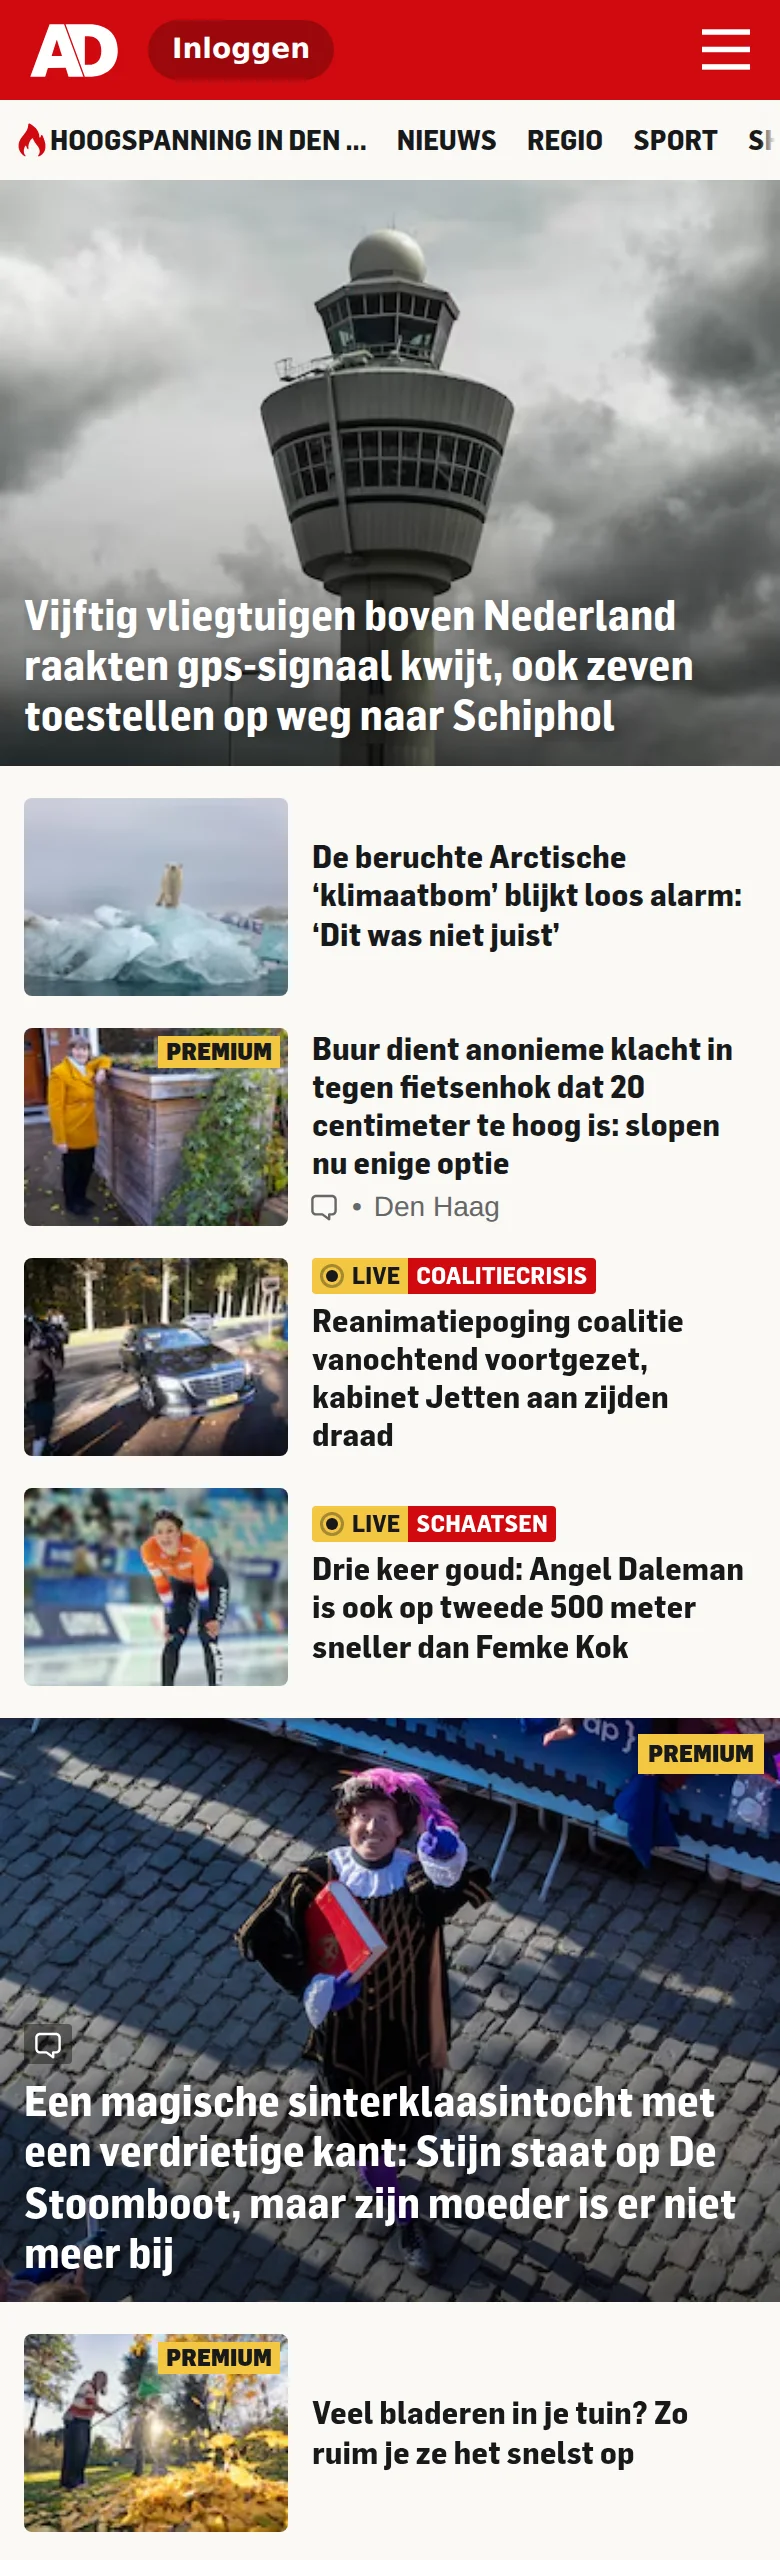 AD
Inloggen
HOOGSPANNING IN DEN ... NIEUWS REGIO SPORT
Vijftig vliegtuigen boven Nederland
raakten gps-signaal kwijt, ook zeven
toestellen op weg naar Schiphol
De beruchte Arctische
‘klimaatbom’ blijkt loos alarm:
‘Dit was niet juist’
PREMIUM
Buur dient anonieme klacht in
tegen fietsenhok dat 20
centimeter te hoog is: slopen
nu enige optie
• Den Haag
LIVE COALITIECRISIS
Reanimatiepoging coalitie
vanochtend voortgezet,
kabinet Jetten aan zijden
draad
LIVE SCHAATSEN
Drie keer goud: Angel Daleman
is ook op tweede 500 meter
sneller dan Femke Kok
PREMIUM
Een magische sinterklaasintocht met
een verdrietige kant: Stijn staat op De
Stoomboot, maar zijn moeder is er niet
meer bij
PREMIUM
Veel bladeren in je tuin? Zo
ruim je ze het snelst op